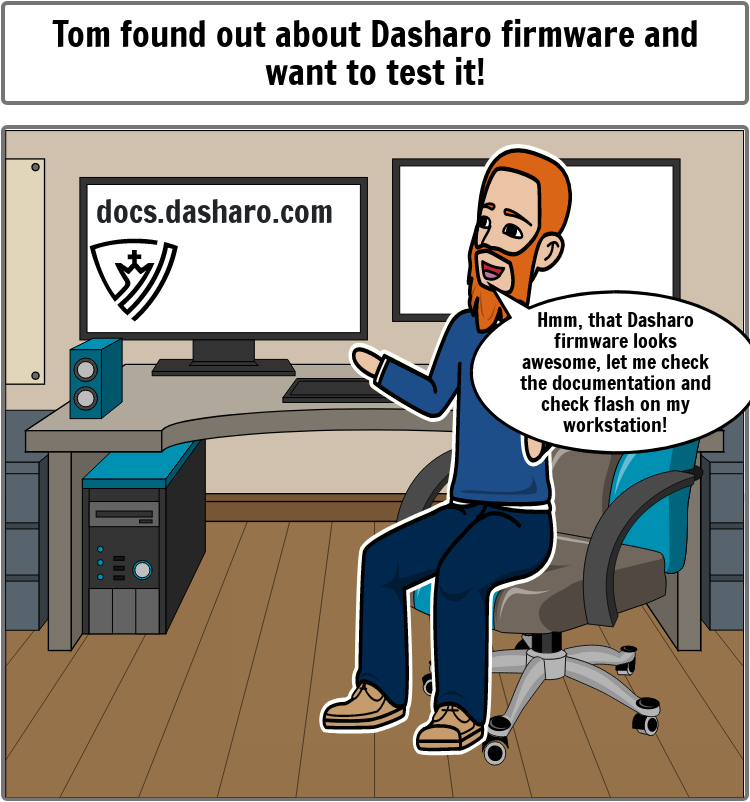 Tom found out about Dasharo firmware and
want to test it!
docs.dasharo.com
Hmm, that Dasharo
firmware looks
awesome, let me check
the documentation and
check flash on my
workstation!